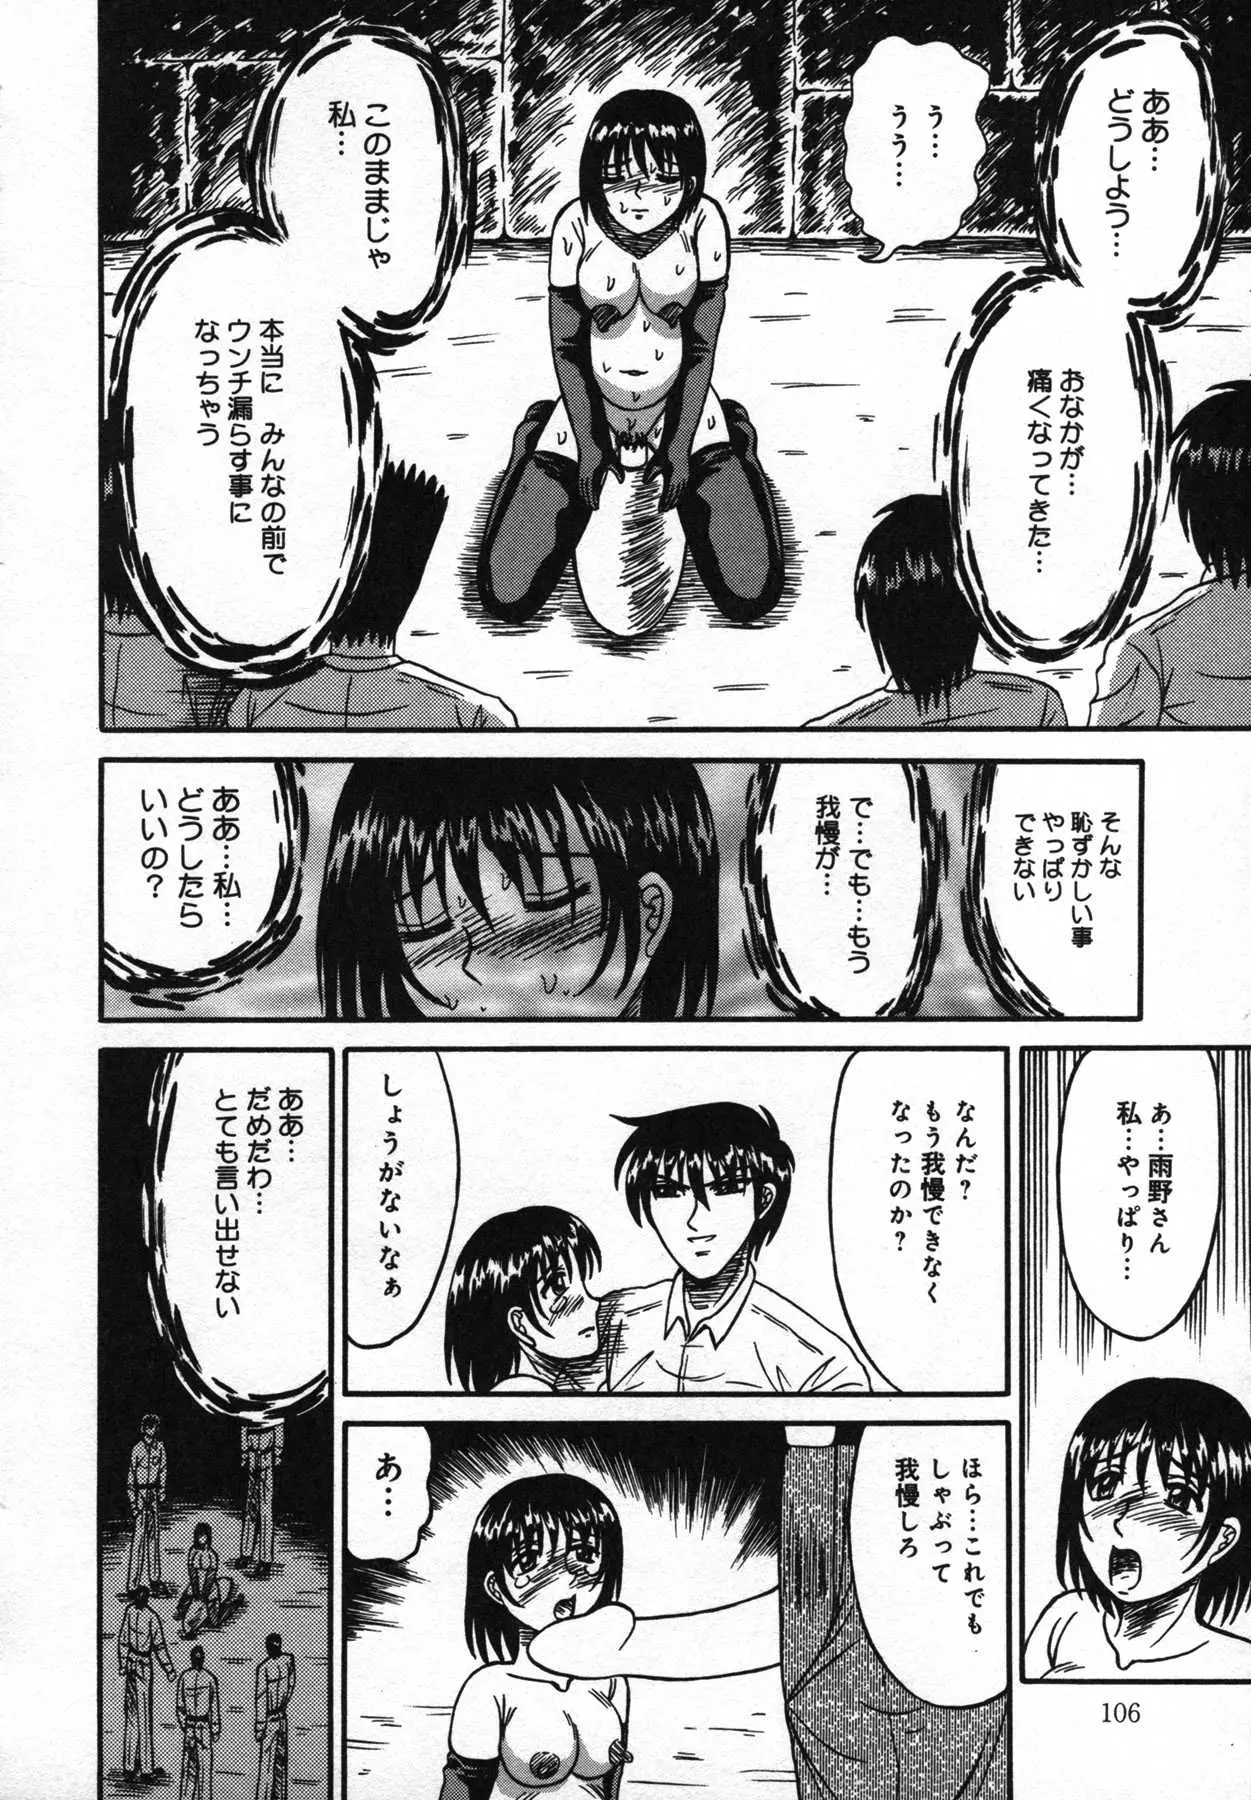 ああ…
どうしよう…
おなかが…
痛くなってきた…
う…
うう…
このままじゃ
私…
本当に みんなの前で
ウンチ漏らす事に
なっちゃう
そんな
恥ずかしい事
やっぱり
できない
で…でも…もう
我慢が…
ああ…私…
どうしたら
いいの？
あ…雨野さん
私…やっぱり…
なんだ？
もう我慢できなく
なったのか？
しょうがないなぁ
ほら…これでも
しゃぶって
我慢しろ
あ…
ああ…
だめだわ…
とても言い出せない
106